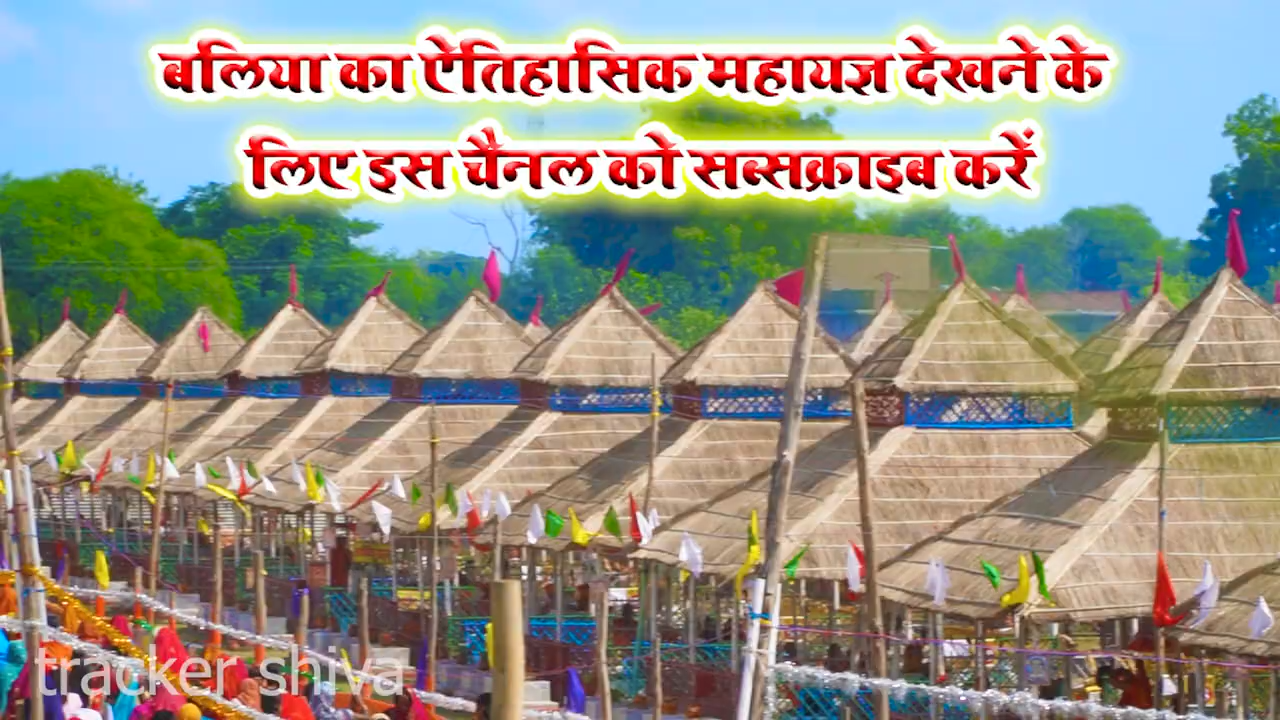 बलिया का ऐतिहासिक महायज्ञ देखने के
लिए इस चैनल को सब्सक्राइब करें
tracker shiva